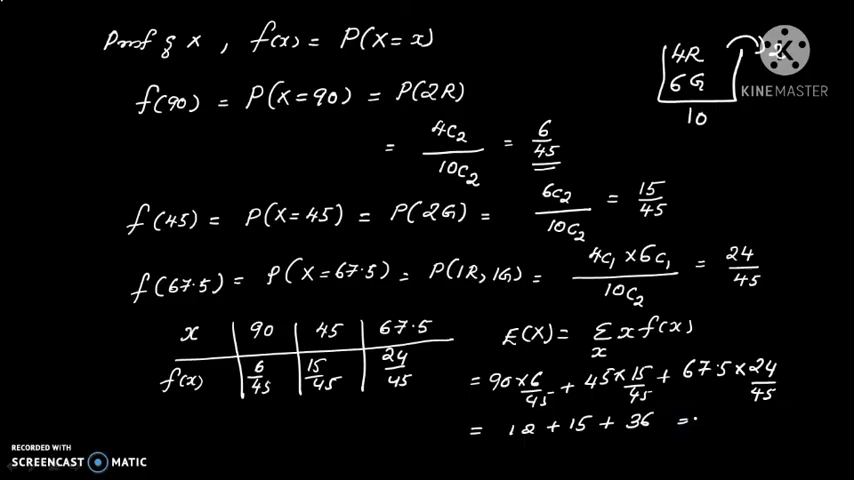 Pmf of X , f(x) = P(X = x)
4R
6G
10
2
KINEMASTER
f(90) = P(X = 90) = P(2R)
= 4C₂/10C₂ = 6/45
f(45) = P(X = 45) = P(2G) = 6C₂/10C₂ = 15/45
f(67.5) = P(X = 67.5) = P(1R, 1G) = 4C₁ × 6C₁/10C₂ = 24/45
x | 90 | 45 | 67.5
f(x) | 6/45 | 15/45 | 24/45
E(X) = Σₓ x f(x)
= 90 × 6/45 + 45 × 15/45 + 67.5 × 24/45
= 12 + 15 + 36 =
RECORDED WITH
SCREENCAST MATIC